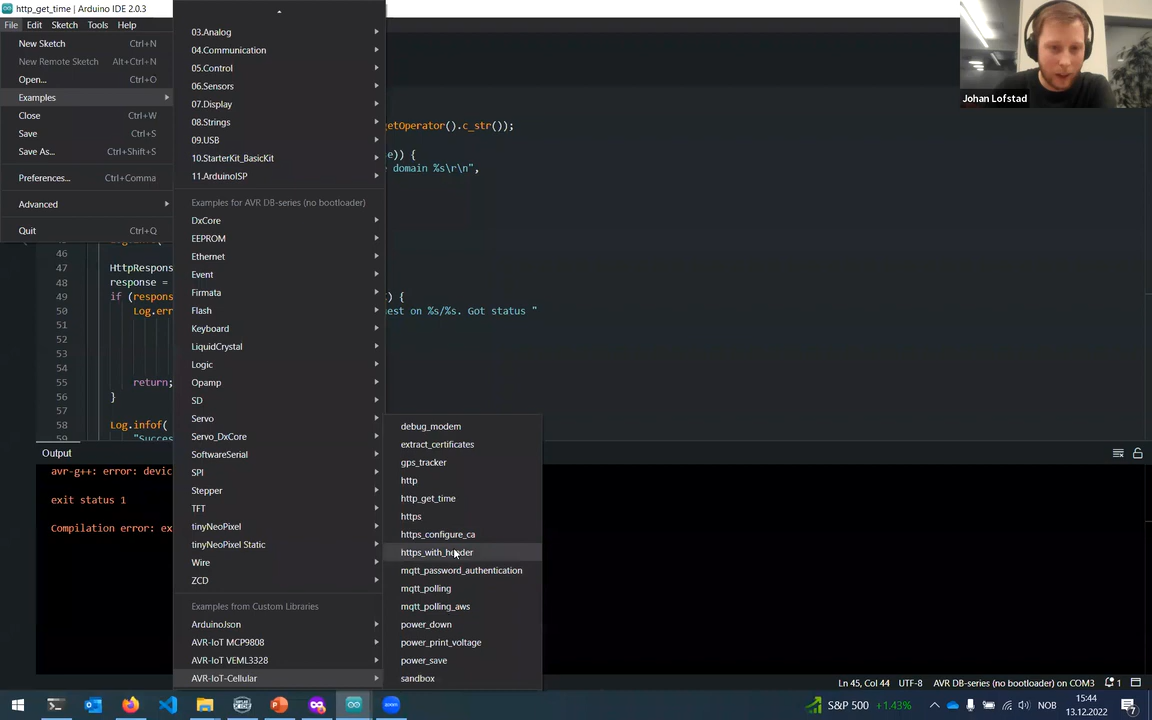 http_get_time | Arduino IDE 2.0.3
File Edit Sketch Tools Help
New Sketch Ctrl+N
New Remote Sketch Alt+Ctrl+N
Open... Ctrl+O
Examples
Close Ctrl+W
Save Ctrl+S
Save As... Ctrl+Shift+S
Preferences... Ctrl+Comma
Advanced
Quit Ctrl+Q
03.Analog
04.Communication
05.Control
06.Sensors
07.Display
08.Strings
09.USB
10.StarterKit_BasicKit
11.ArduinoISP
Examples for AVR DB-series (no bootloader)
DxCore
EEPROM
Ethernet
Event
Firmata
Flash
Keyboard
LiquidCrystal
Logic
Opamp
SD
Servo
Servo_DxCore
SoftwareSerial
SPI
Stepper
TFT
tinyNeoPixel
tinyNeoPixel Static
Wire
ZCD
Examples from Custom Libraries
ArduinoJson
AVR-IoT MCP9808
AVR-IoT VEML3328
AVR-IoT-Cellular
debug_modem
extract_certificates
gps_tracker
http
http_get_time
https
https_configure_ca
https_with_header
mqtt_password_authentication
mqtt_polling
mqtt_polling_aws
power_down
power_print_voltage
power_save
sandbox
getOperator().c_str());
e)) {
domain %s\r\n",
46
47 HttpRespons
48 response =
49 if (respons ) {
50 Log.err est on %s/%s. Got status "
51
52
53
54
55 return;
56 }
57
58 Log.infof(
59 "Succes
Output
avr-g++: error: devic
exit status 1
Compilation error: ex
Johan Lofstad
Ln 45, Col 44 UTF-8 AVR DB-series (no bootloader) on COM3 1
S&P 500 +1.43% NOB 15:44
13.12.2022
zoom